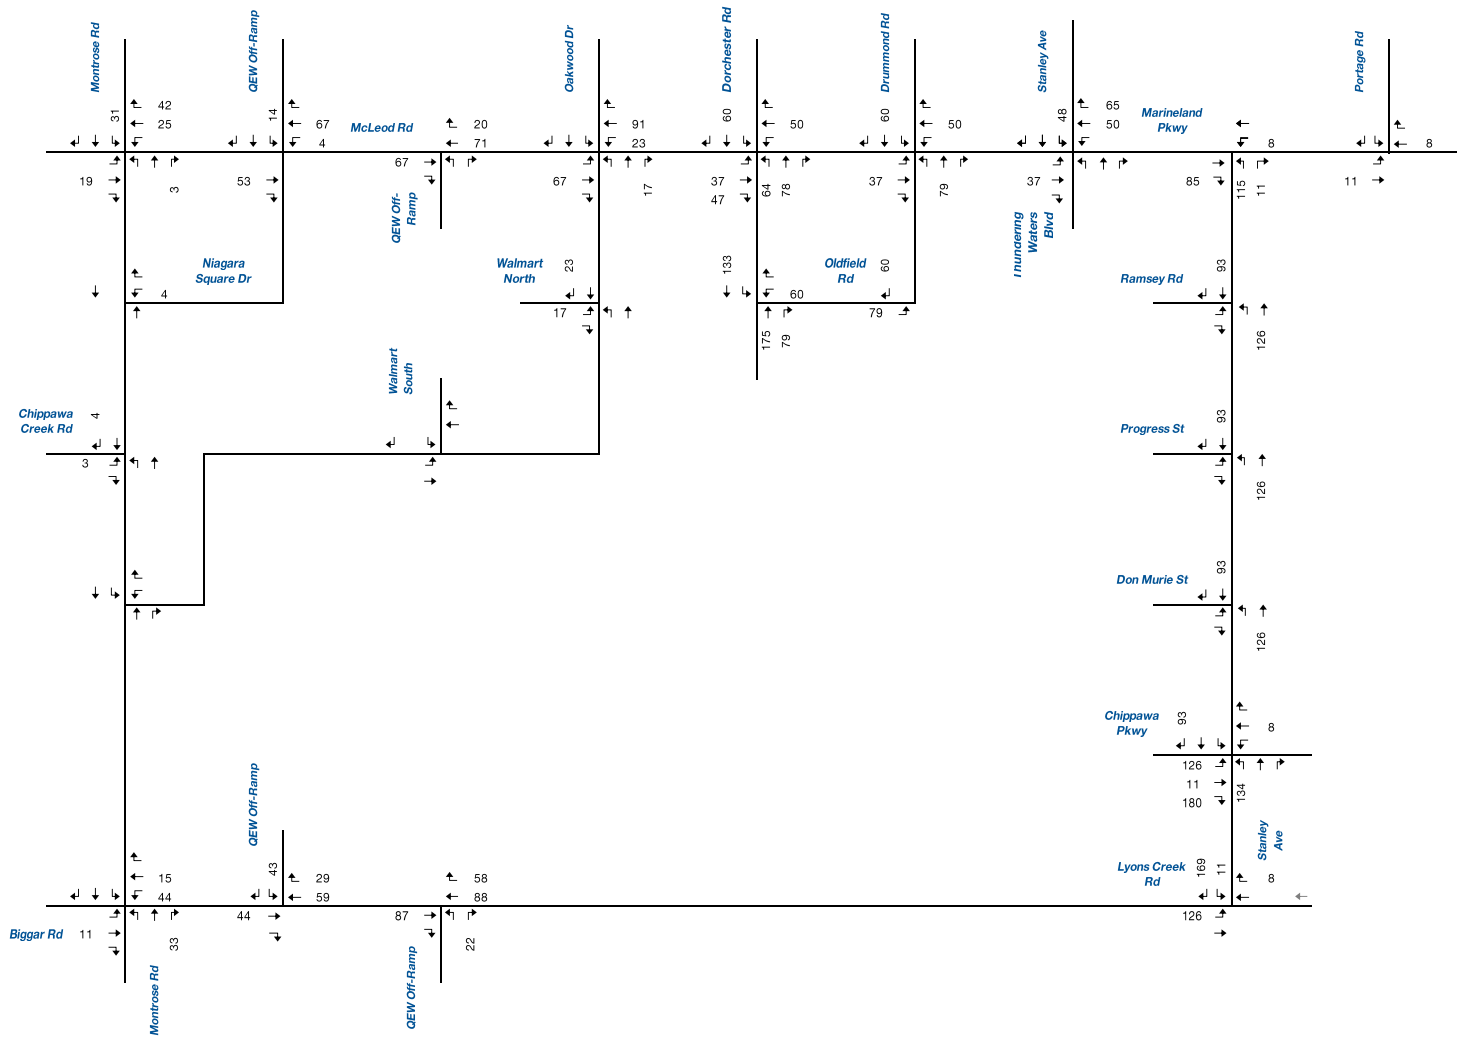 Montrose Rd
QEW Off-Ramp
Oakwood Dr
Dorchester Rd
Drummond Rd
Stanley Ave
Portage Rd
31
42
25
14
67
4
McLeod Rd
20
71
91
23
60
50
60
50
48
65
50
Marineland
Pkwy
8
8
19
3
53
67
QEW Off-
Ramp
67
17
37
47
64
78
37
79
37
Thundering
Waters
Blvd
85
115
11
11
Niagara
Square Dr
4
Walmart
North
23
17
133
60
175
79
Oldfield
Rd
60
79
Ramsey Rd
93
126
Walmart
South
Chippawa
Creek Rd
4
3
Progress St
93
126
Don Murie St
93
126
Chippawa
Pkwy
93
8
126
11
180
134
QEW Off-Ramp
43
Stanley
Ave
Lyons Creek
Rd
169
11
8
126
15
44
29
59
58
88
Biggar Rd
11
33
44
87
22
Montrose Rd
QEW Off-Ramp